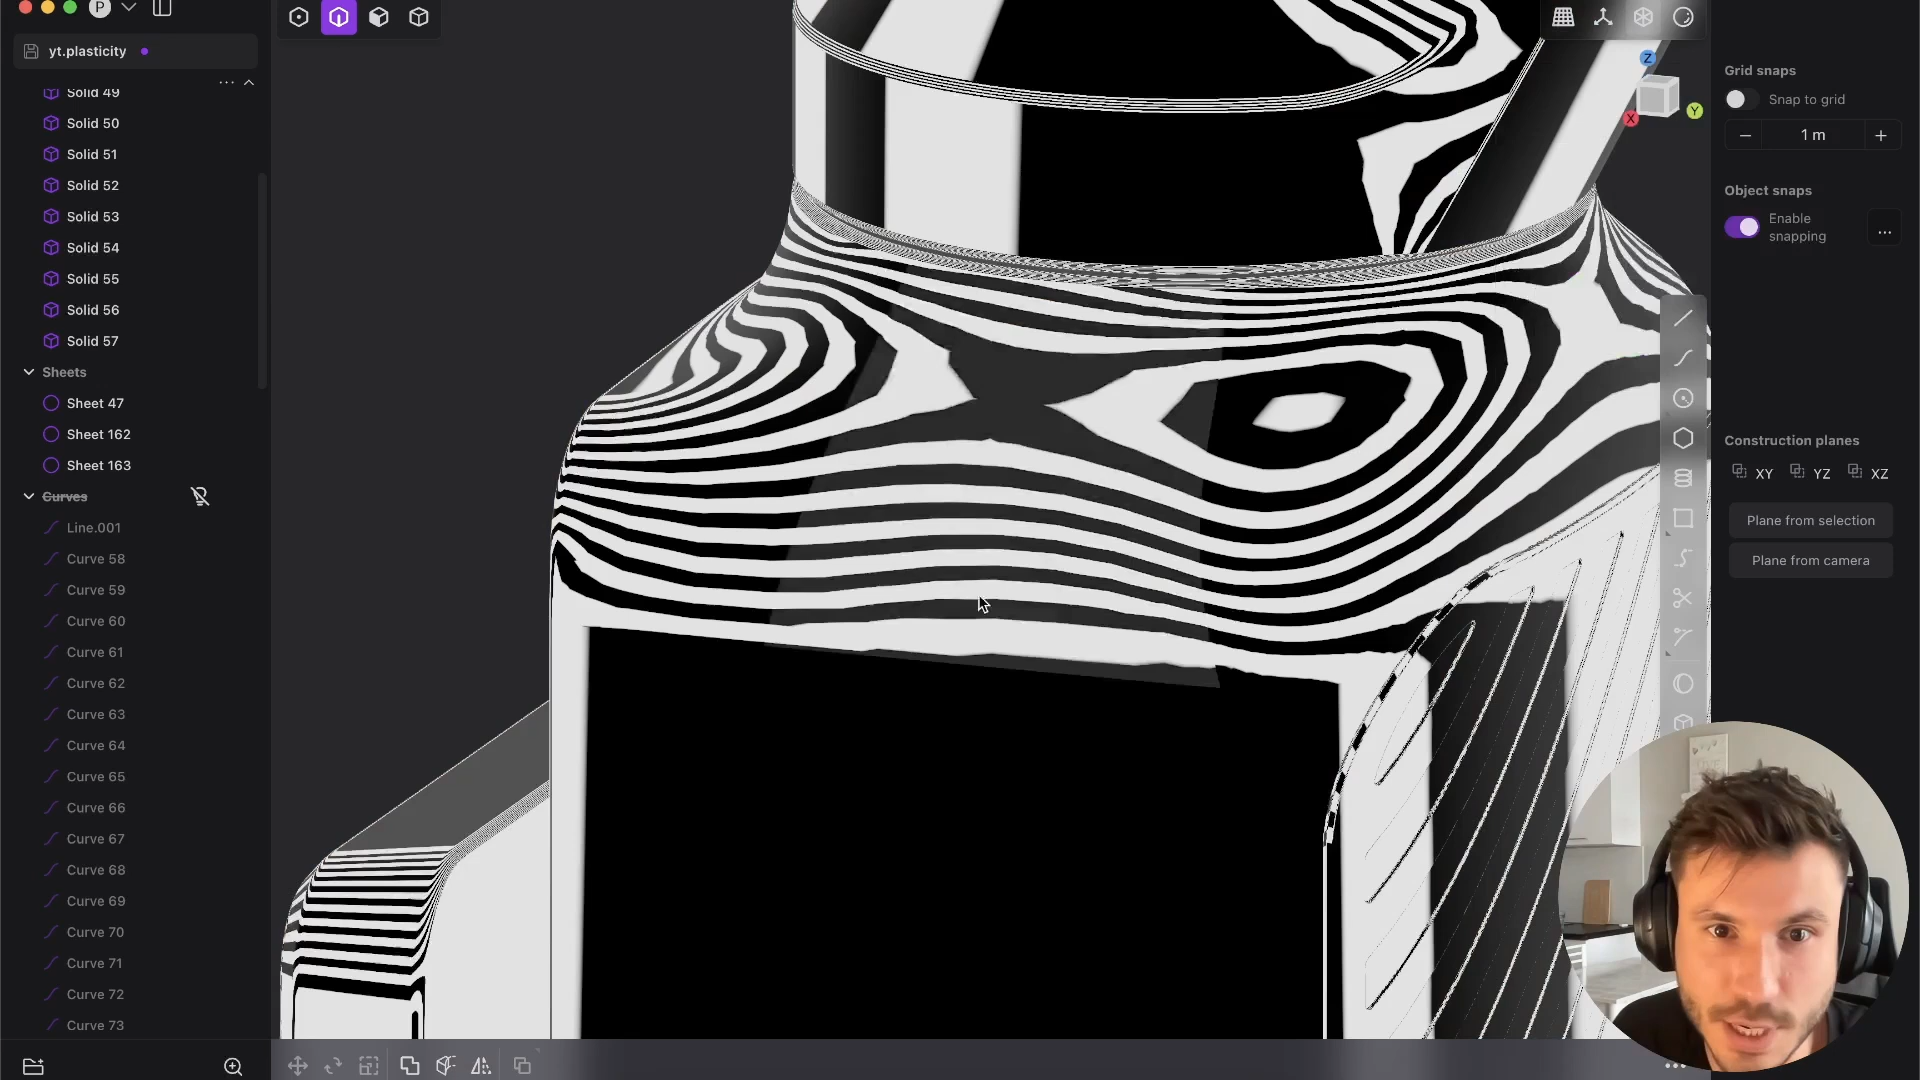 P
yt.plasticity
Solid 49
Solid 50
Solid 51
Solid 52
Solid 53
Solid 54
Solid 55
Solid 56
Solid 57
Sheets
Sheet 47
Sheet 162
Sheet 163
Curves
Line.001
Curve 58
Curve 59
Curve 60
Curve 61
Curve 62
Curve 63
Curve 64
Curve 65
Curve 66
Curve 67
Curve 68
Curve 69
Curve 70
Curve 71
Curve 72
Curve 73
Z
X
Y
Grid snaps
Snap to grid
− 1 m +
Object snaps
Enable
snapping
...
Construction planes
XY YZ XZ
Plane from selection
Plane from camera